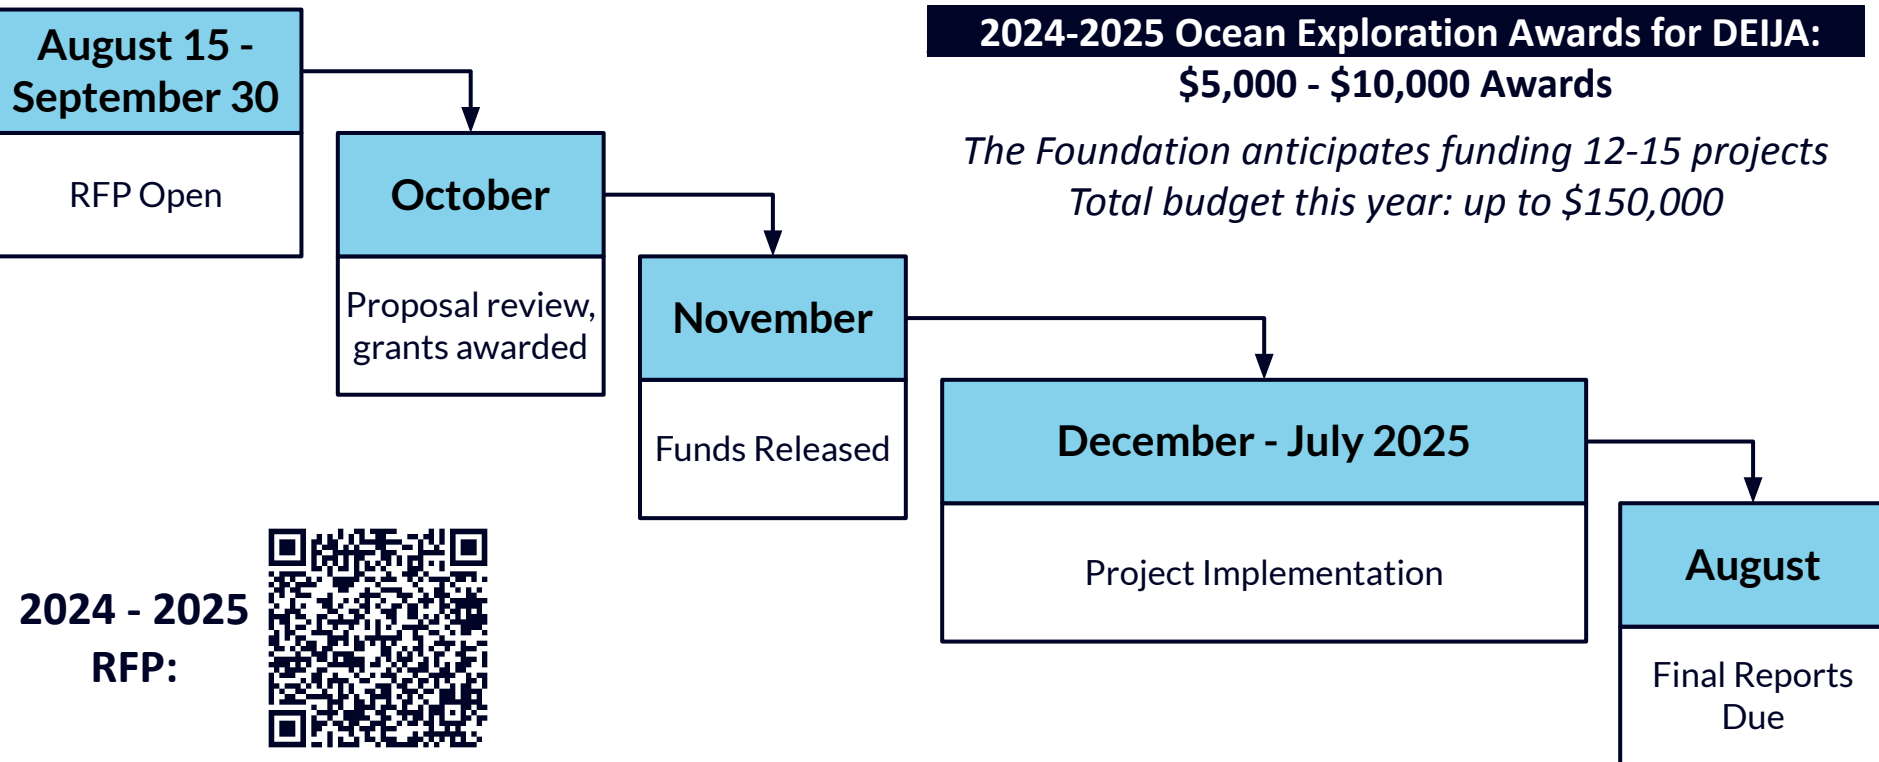 August 15 -
September 30
RFP Open
October
Proposal review,
grants awarded
November
Funds Released
December - July 2025
Project Implementation
August
Final Reports
Due
2024-2025 Ocean Exploration Awards for DEIJA:
$5,000 - $10,000 Awards
The Foundation anticipates funding 12-15 projects
Total budget this year: up to $150,000
2024 - 2025
RFP: